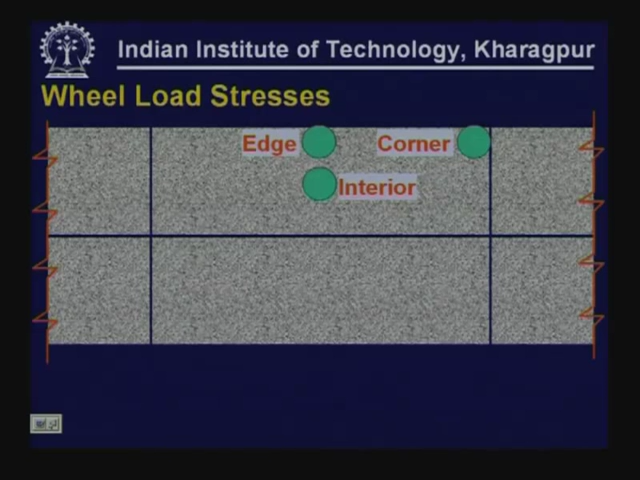 Indian Institute of Technology, Kharagpur
Wheel Load Stresses
Edge
Corner
Interior